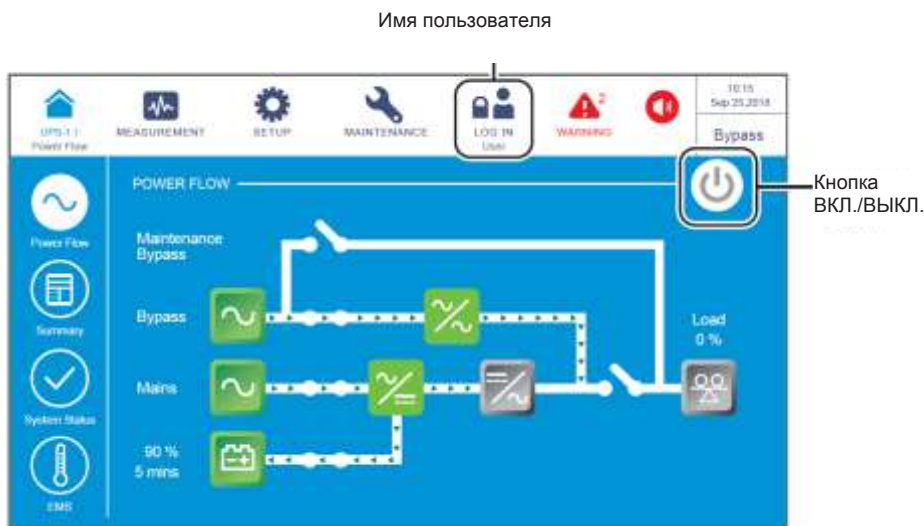 Имя пользователя
UPS-1.1
Power Flow
MEASUREMENT
SETUP
MAINTENANCE
LOG IN
User
WARNING
2
10:15
Sep 25,2018
Bypass
POWER FLOW
Кнопка
ВКЛ./ВЫКЛ.
Power Flow
Maintenance
Bypass
Summary
Bypass
Load
0 %
Mains
System Status
90 %
5 mins
EMS